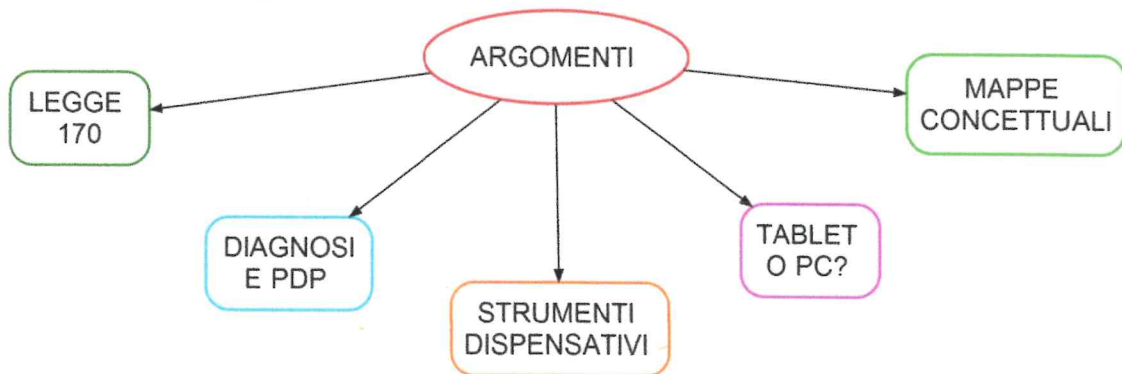 ARGOMENTI
LEGGE
170
DIAGNOSI
E PDP
STRUMENTI
DISPENSATIVI
TABLET
O PC?
MAPPE
CONCETTUALI